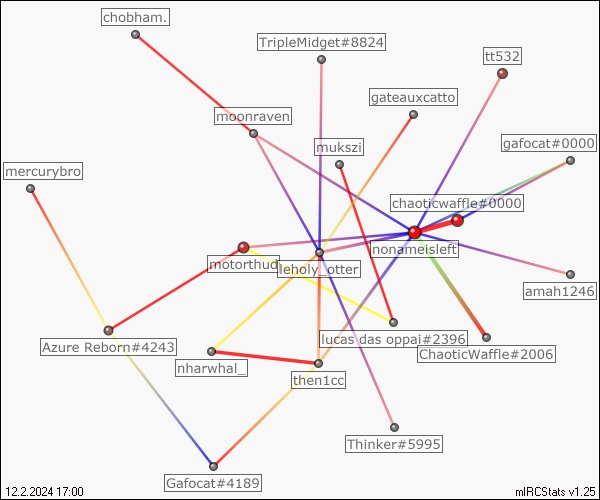 chobham.
TripleMidget#8824
tt532
gateauxcatto
moonraven
mukszi
gafocat#0000
mercurybro
chaoticwaffle#0000
nonameisleft
motorthud
leholy_otter
amah1246
lucas das oppai#2396
Azure Reborn#4243
ChaoticWaffle#2006
nharwhal_
then1cc
Thinker#5995
Gafocat#4189
12.2.2024 17:00
mIRCStats v1.25